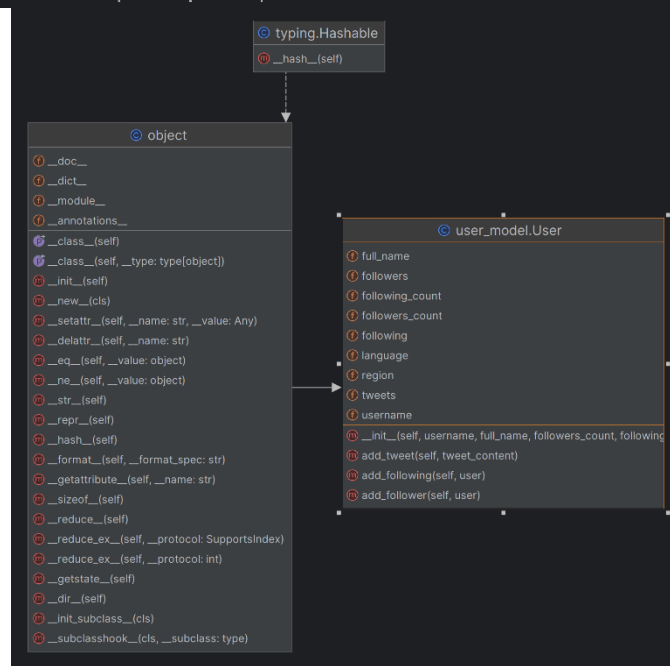 typing.Hashable
__hash__(self)
object
__doc__
__dict__
__module__
__annotations__
__class__(self)
__class__(self, __type: type[object])
__init__(self)
__new__(cls)
__setattr__(self, __name: str, __value: Any)
__delattr__(self, __name: str)
__eq__(self, __value: object)
__ne__(self, __value: object)
__str__(self)
__repr__(self)
__hash__(self)
__format__(self, __format_spec: str)
__getattribute__(self, __name: str)
__sizeof__(self)
__reduce__(self)
__reduce_ex__(self, __protocol: SupportsIndex)
__reduce_ex__(self, __protocol: int)
__getstate__(self)
__dir__(self)
__init_subclass__(cls)
__subclasshook__(cls, __subclass: type)
user_model.User
full_name
followers
following_count
followers_count
following
language
region
tweets
username
__init__(self, username, full_name, followers_count, following
add_tweet(self, tweet_content)
add_following(self, user)
add_follower(self, user)